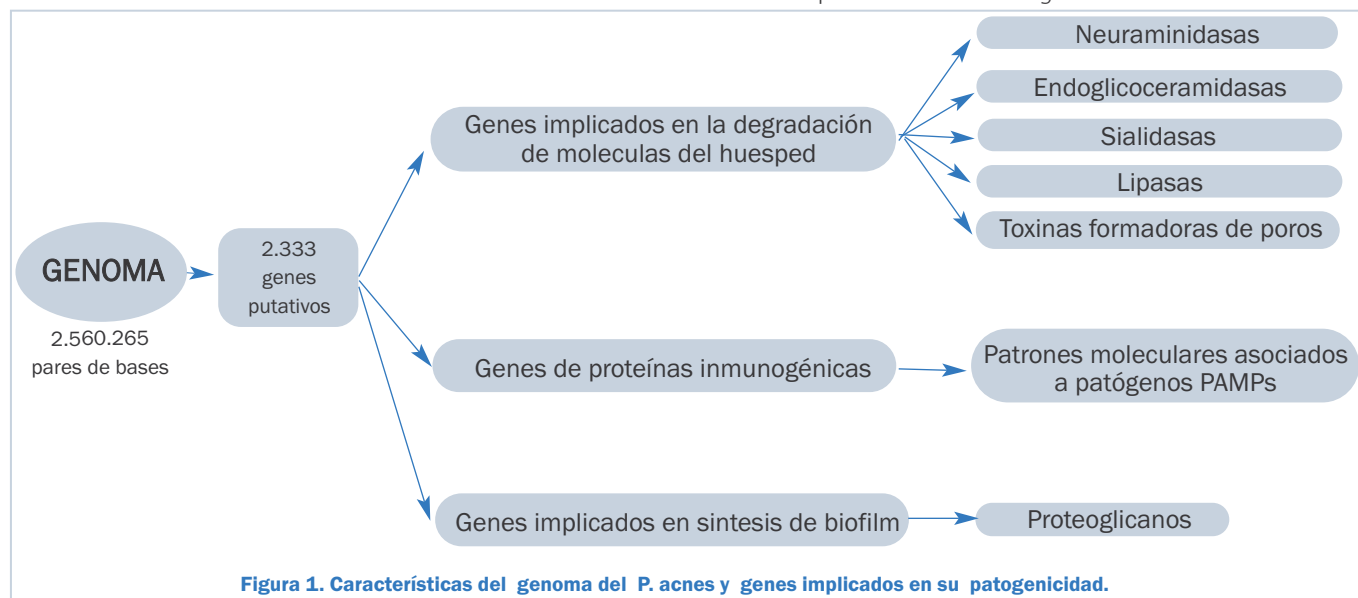 Neuraminidasas
Endoglicoceramidasas
Genes implicados en la degradación
de moleculas del huesped
Sialidasas
Lipasas
Toxinas formadoras de poros
GENOMA
2.560.265
pares de bases
2.333
genes
putativos
Genes de proteínas inmunogénicas
Patrones moleculares asociados
a patógenos PAMPs
Genes implicados en sintesis de biofilm
Proteoglicanos
Figura 1. Características del genoma del P. acnes y genes implicados en su patogenicidad.